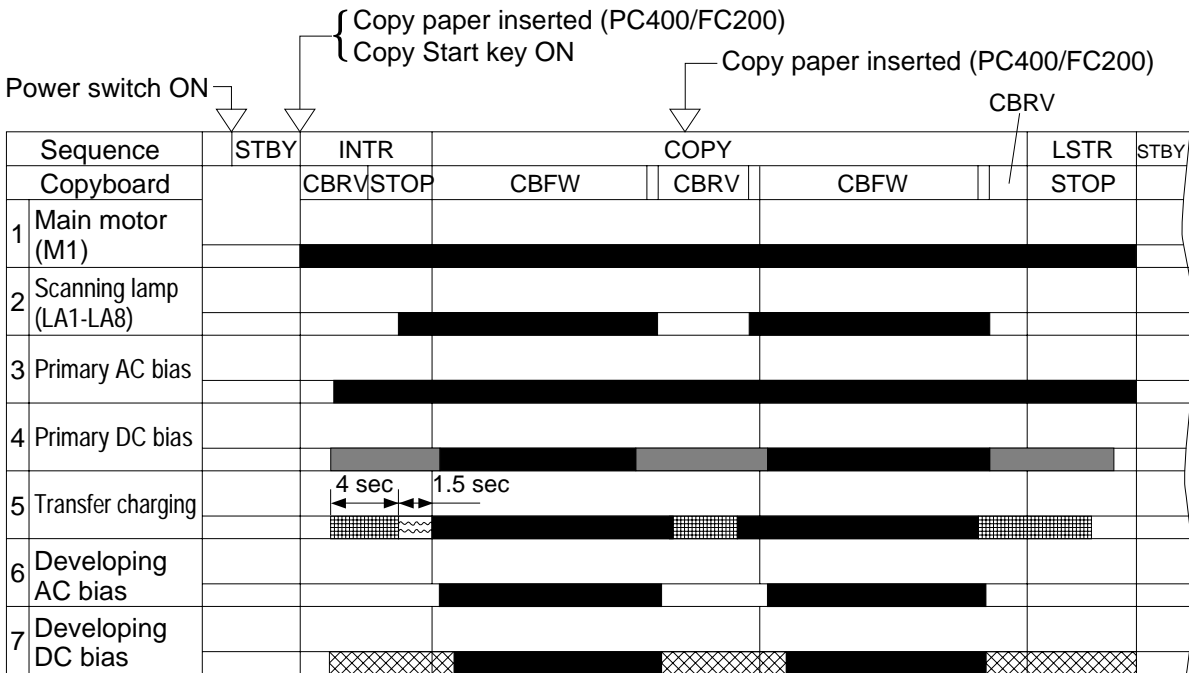 Copy paper inserted (PC400/FC200)
Copy Start key ON
Copy paper inserted (PC400/FC200)
Power switch ON
CBRV
Sequence STBY INTR COPY LSTR STBY
Copyboard CBRV STOP CBFW CBRV CBFW STOP
1 Main motor
(M1)
2 Scanning lamp
(LA1-LA8)
3 Primary AC bias
4 Primary DC bias
4 sec 1.5 sec
5 Transfer charging
6 Developing
AC bias
7 Developing
DC bias